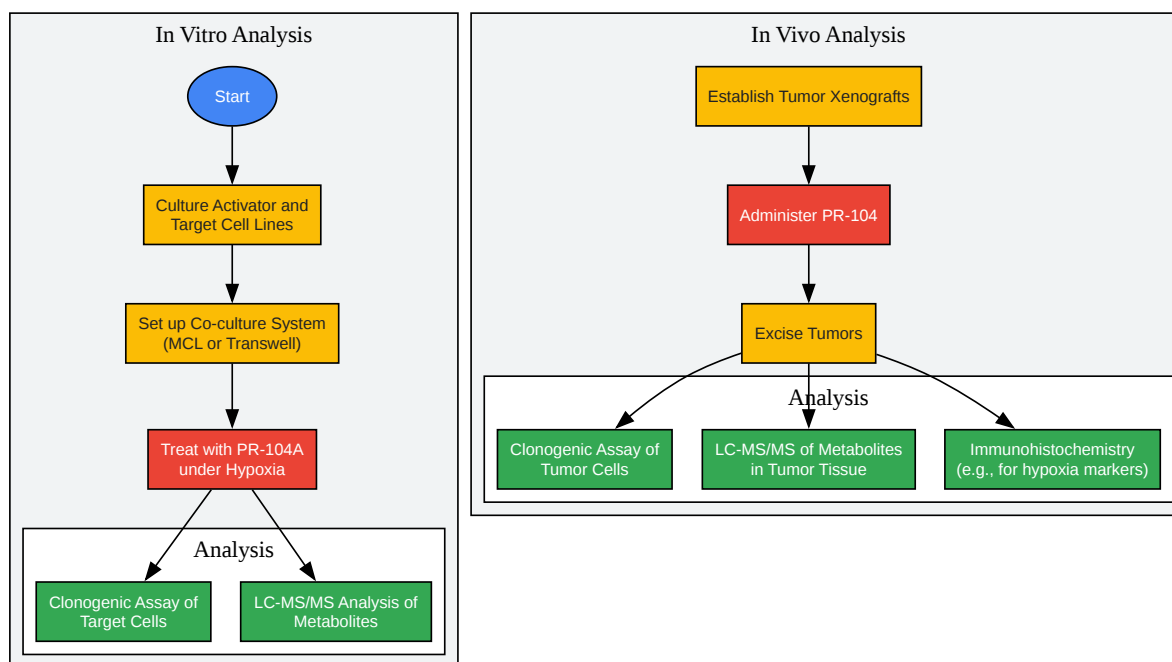 In Vitro Analysis
Start
Culture Activator and
Target Cell Lines
Set up Co-culture System
(MCL or Transwell)
Treat with PR-104A
under Hypoxia
Analysis
Clonogenic Assay of
Target Cells
LC-MS/MS Analysis of
Metabolites
In Vivo Analysis
Establish Tumor Xenografts
Administer PR-104
Excise Tumors
Analysis
Clonogenic Assay of
Tumor Cells
LC-MS/MS of Metabolites
in Tumor Tissue
Immunohistochemistry
(e.g., for hypoxia markers)